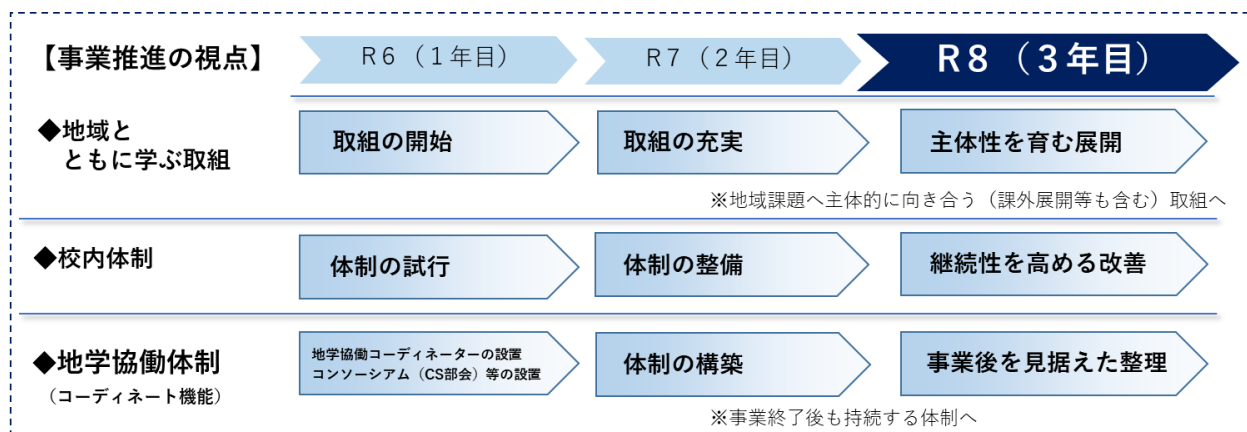 【事業推進の視点】
R6（1年目）
R7（2年目）
R8（3年目）
◆地域と
ともに学ぶ取組
取組の開始
取組の充実
主体性を育む展開
※地域課題へ主体的に向き合う（課外展開等も含む）取組へ
◆校内体制
体制の試行
体制の整備
継続性を高める改善
◆地学協働体制
（コーディネート機能）
地学協働コーディネーターの設置
コンソーシアム（CS部会）等の設置
体制の構築
事業後を見据えた整理
※事業終了後も持続する体制へ